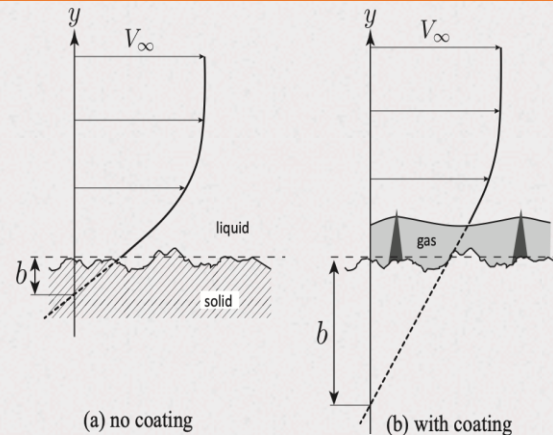 y
V∞
liquid
b
solid
(a) no coating
y
V∞
gas
b
(b) with coating